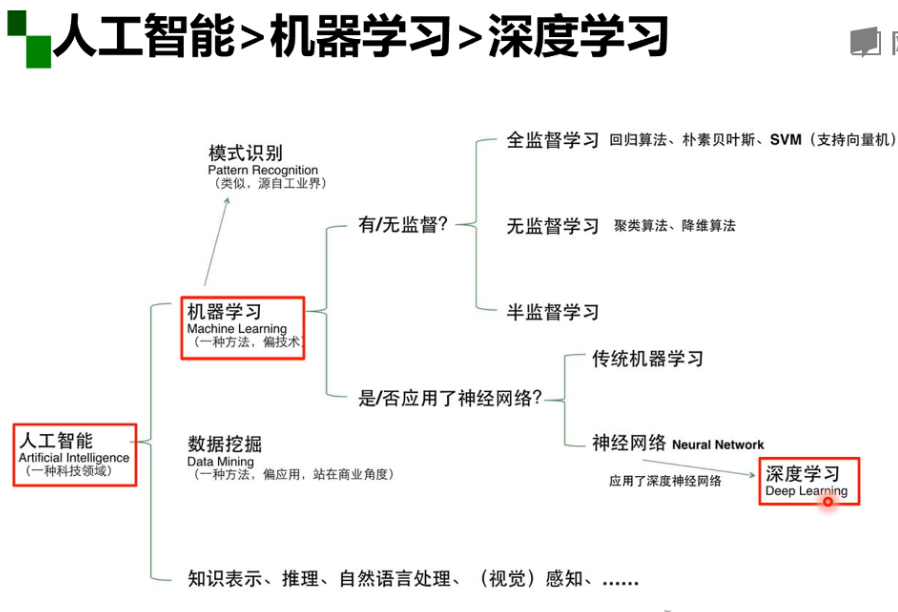 人工智能>机器学习>深度学习
模式识别
Pattern Recognition
（类似，源自工业界）
全监督学习 回归算法、朴素贝叶斯、SVM（支持向量机）
有/无监督？
无监督学习 聚类算法、降维算法
机器学习
Machine Learning
（一种方法，偏技术）
半监督学习
传统机器学习
是/否应用了神经网络？
人工智能
Artificial Intelligence
（一种科技领域）
数据挖掘
Data Mining
（一种方法，偏应用，站在商业角度）
神经网络 Neural Network
应用了深度神经网络
深度学习
Deep Learning
知识表示、推理、自然语言处理、（视觉）感知、……